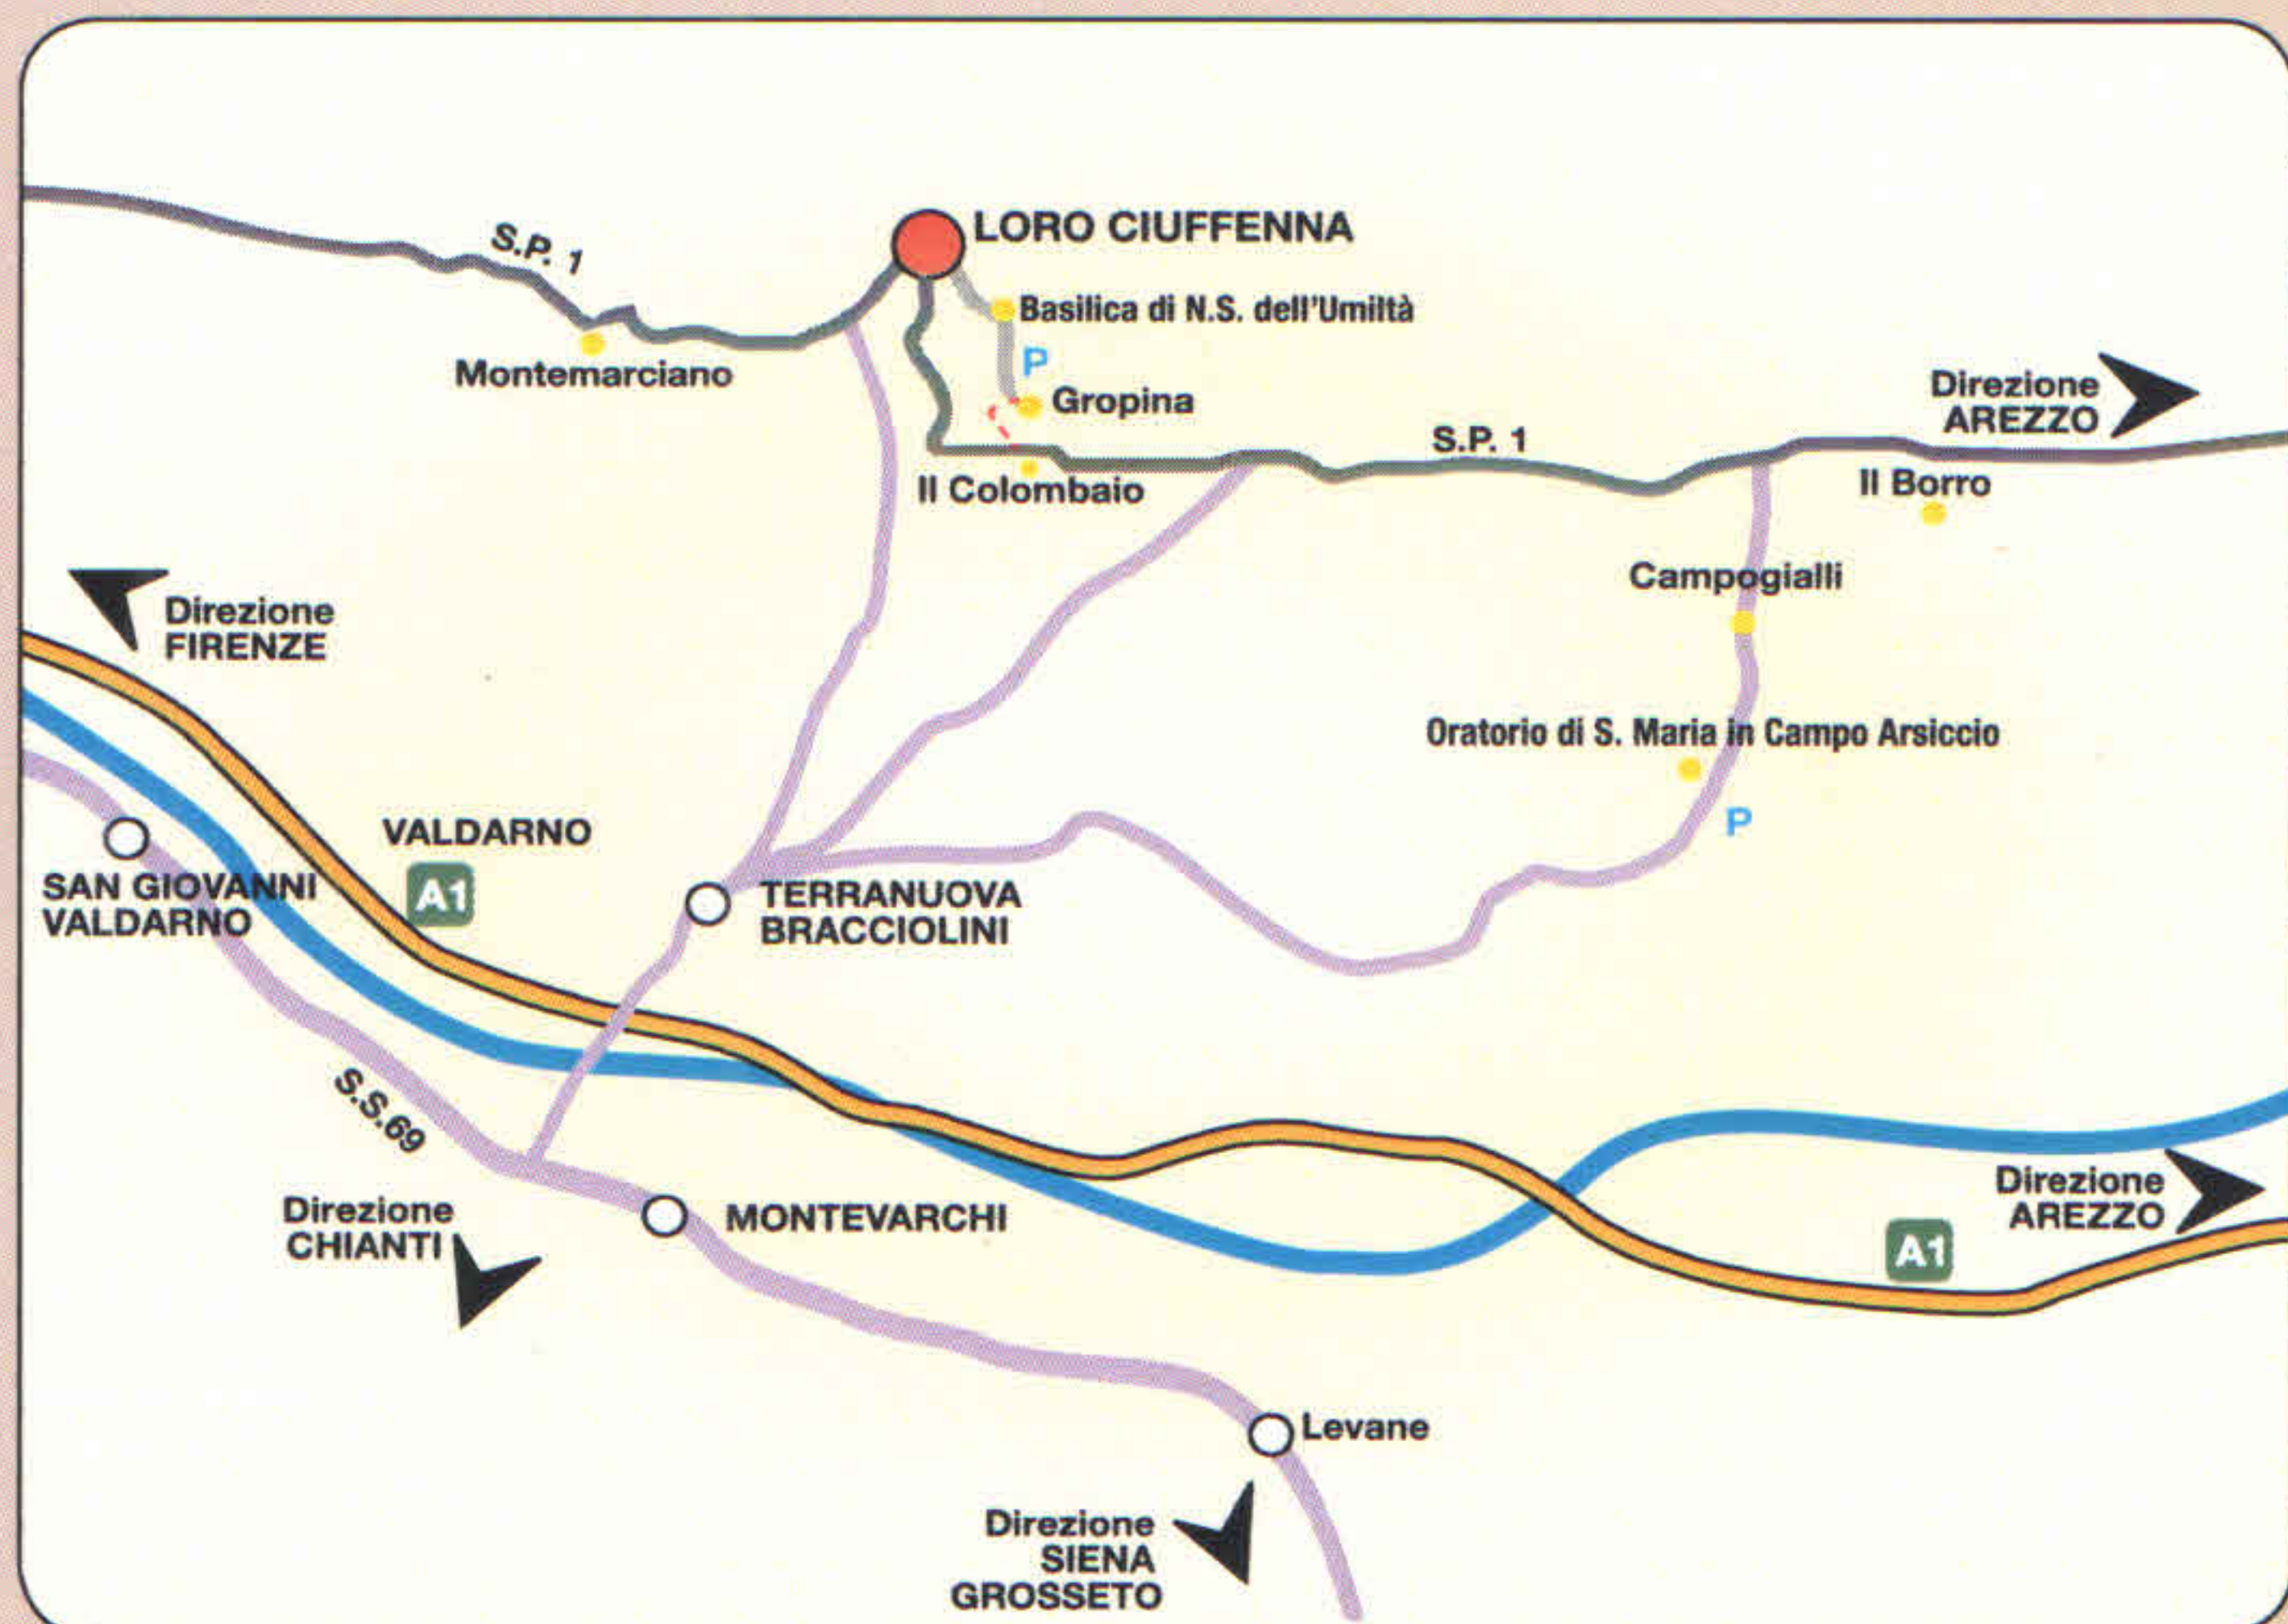 S.P. 1
LORO CIUFFENNA
Basilica di N.S. dell'Umiltà
P
Montemarciano
Gropina
Direzione
AREZZO
S.P. 1
Il Colombaio
Il Borro
Campogialli
Direzione
FIRENZE
Oratorio di S. Maria in Campo Arsiccio
P
VALDARNO
A1
SAN GIOVANNI
VALDARNO
TERRANUOVA
BRACCIOLINI
S.S.69
Direzione
CHIANTI
MONTEVARCHI
Direzione
AREZZO
A1
Levane
Direzione
SIENA
GROSSETO